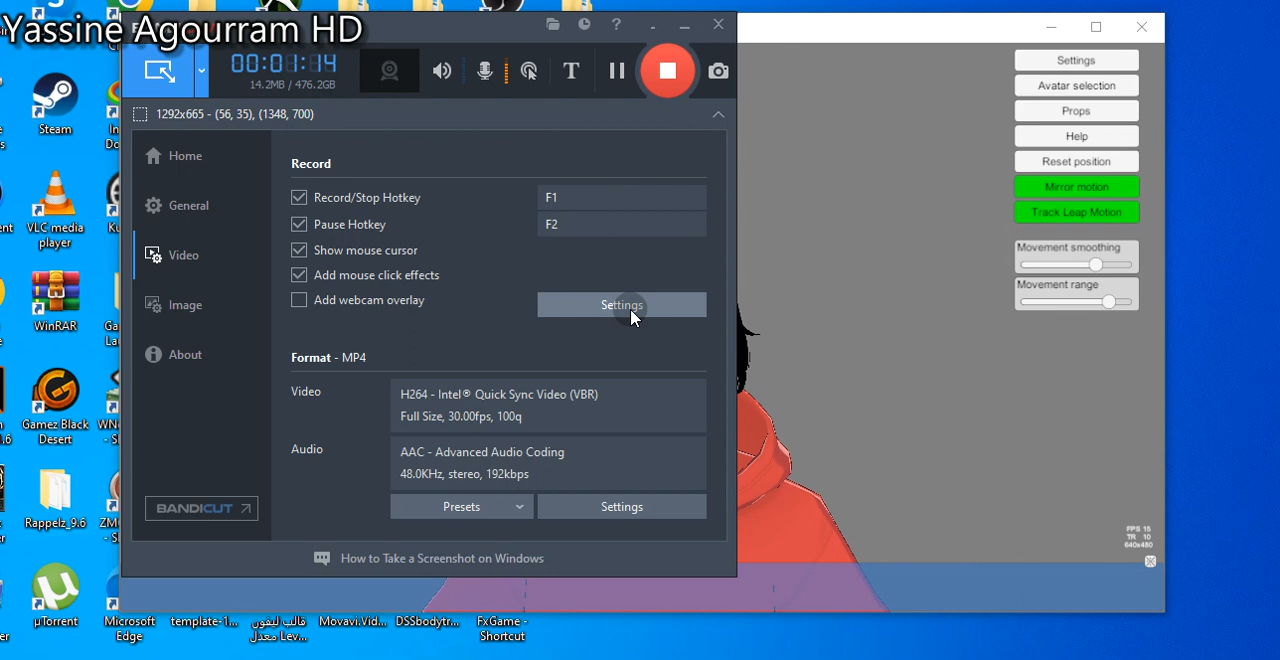 Yassine Agourram HD
00:01:14
14.2MB / 476.2GB
T
?
1292x665 - (56, 35), (1348, 700)
Home
General
Video
Image
About
BANDICUT
Record
Record/Stop Hotkey
F1
Pause Hotkey
F2
Show mouse cursor
Add mouse click effects
Add webcam overlay
Settings
Format - MP4
Video
H264 - Intel® Quick Sync Video (VBR)
Full Size, 30.00fps, 100q
Audio
AAC - Advanced Audio Coding
48.0KHz, stereo, 192kbps
Presets
Settings
How to Take a Screenshot on Windows
Settings
Avatar selection
Props
Help
Reset position
Mirror motion
Track Leap Motion
Movement smoothing
Movement range
FPS 15
TR 10
640x480
Steam
VLC media
player
WinRAR
Gamez Black
Desert
Rappelz_9.6
µTorrent
Microsoft
Edge
template-1...
قالب ليفون
معدل Lev...
Movavi.Vid...
DSSbodytr...
FxGame -
Shortcut